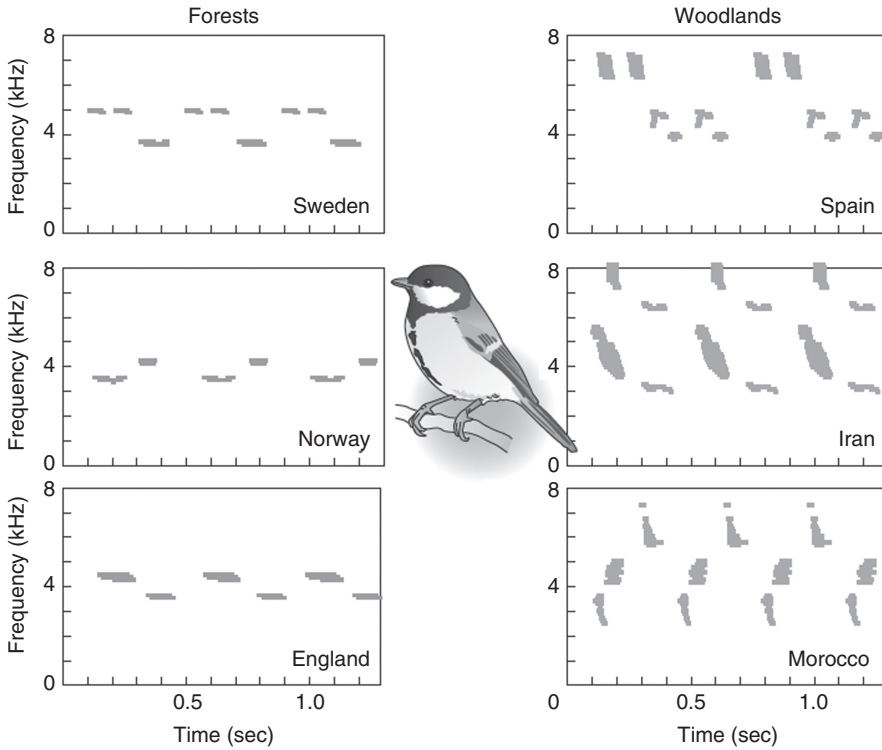 Forests
Woodlands
Frequency (kHz)
8
4
0
Sweden
8
4
0
Spain
Frequency (kHz)
8
4
0
Norway
8
4
0
Iran
Frequency (kHz)
8
4
0
England
0.5
1.0
Time (sec)
8
4
0
Morocco
0.5
1.0
Time (sec)